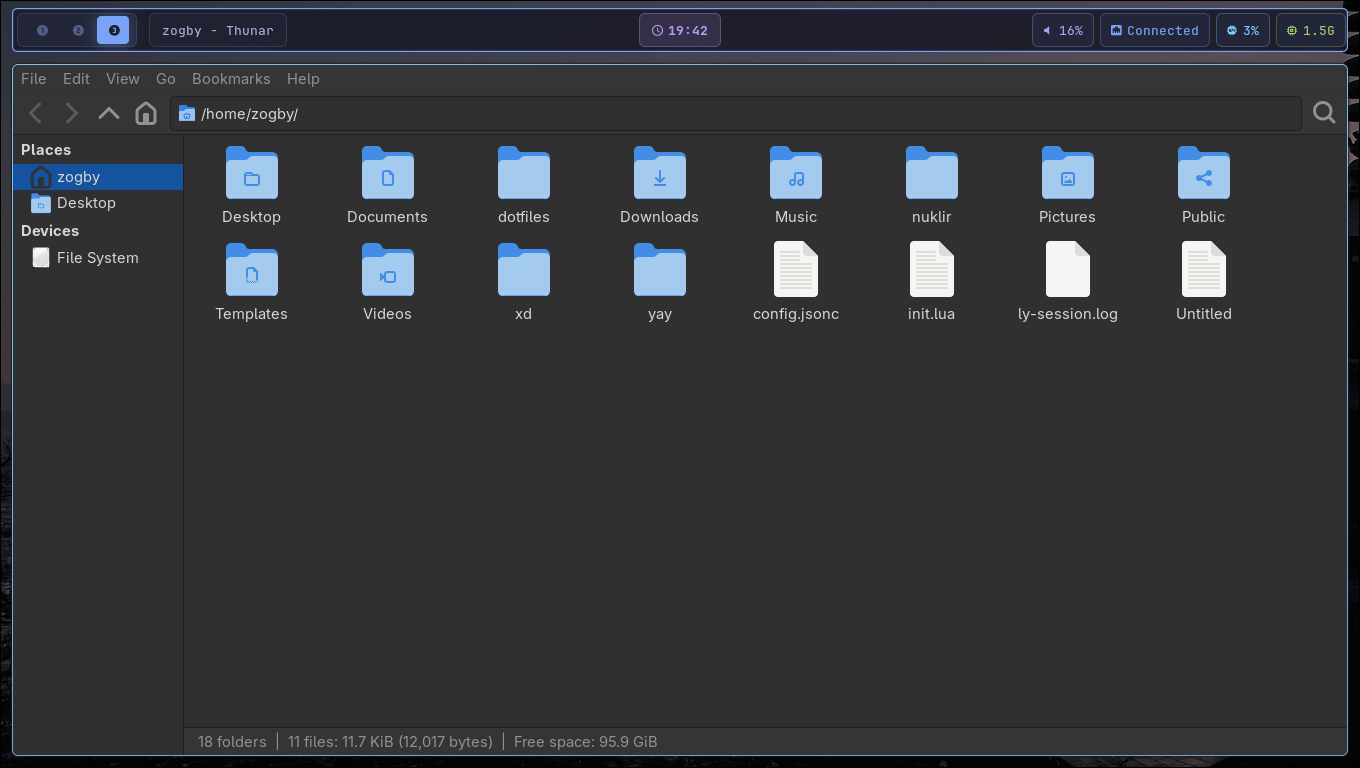 1 2 3 zogby - Thunar 19:42 16% Connected 3% 1.5G
File Edit View Go Bookmarks Help
/home/zogby/
Places
zogby
Desktop
Devices
File System
Desktop Documents dotfiles Downloads Music nuklir Pictures Public
Templates Videos xd yay config.jsonc init.lua ly-session.log Untitled
18 folders | 11 files: 11.7 KiB (12,017 bytes) | Free space: 95.9 GiB